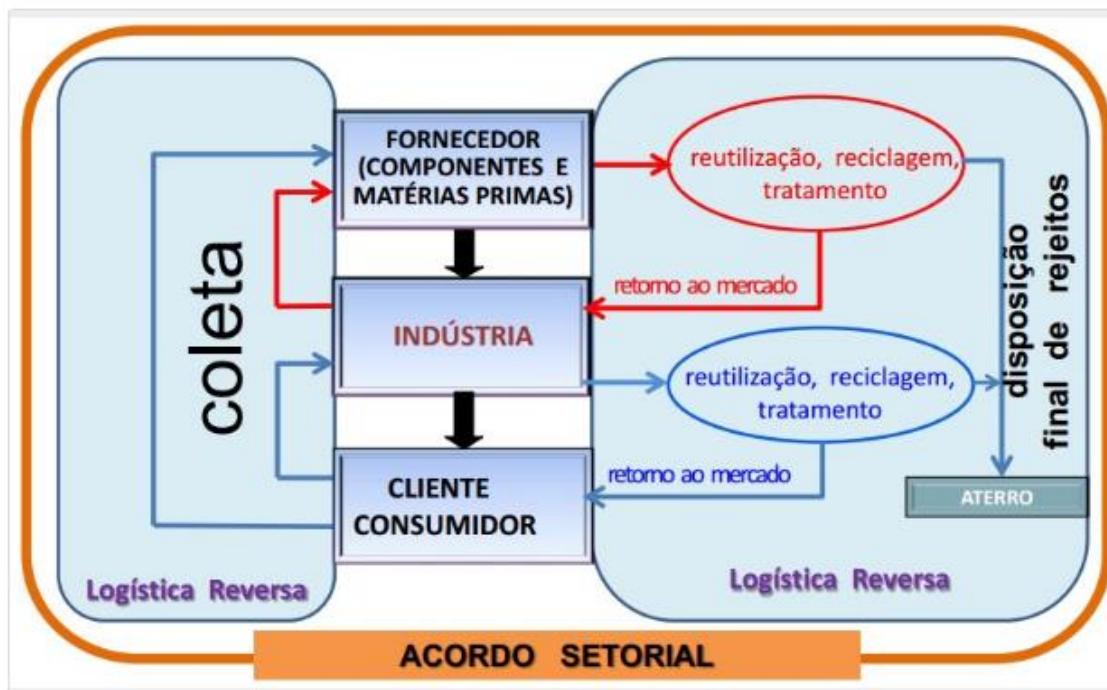 coleta
Logística Reversa
FORNECEDOR
(COMPONENTES E
MATÉRIAS PRIMAS)
INDÚSTRIA
CLIENTE
CONSUMIDOR
reutilização, reciclagem,
tratamento
retorno ao mercado
reutilização, reciclagem,
tratamento
retorno ao mercado
disposição
final de rejeitos
ATERRO
Logística Reversa
ACORDO SETORIAL